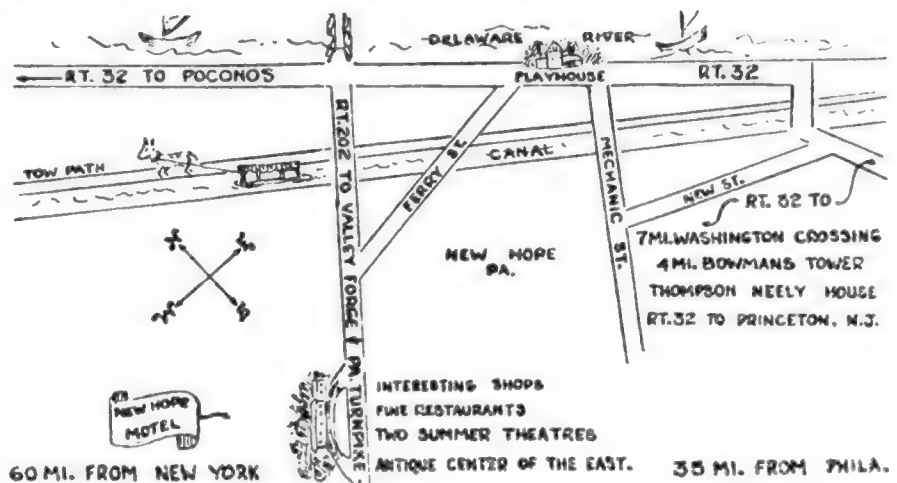 DELAWARE RIVER
RT. 32 TO POCONOS
PLAYHOUSE
RT. 32
RT. 202 TO VALLEY FORGE & PA. TURNPIKE
FERRY ST.
CANAL
MECHANIC ST.
TOW PATH
NEW ST.
RT. 32 TO
NEW HOPE
PA.
7 MI. WASHINGTON CROSSING
4 MI. BOWMANS TOWER
THOMPSON NEELY HOUSE
RT. 32 TO PRINCETON, N.J.
NEW HOPE
MOTEL
INTERESTING SHOPS
FINE RESTAURANTS
TWO SUMMER THEATRES
ANTIQUE CENTER OF THE EAST.
60 MI. FROM NEW YORK
35 MI. FROM PHILA.